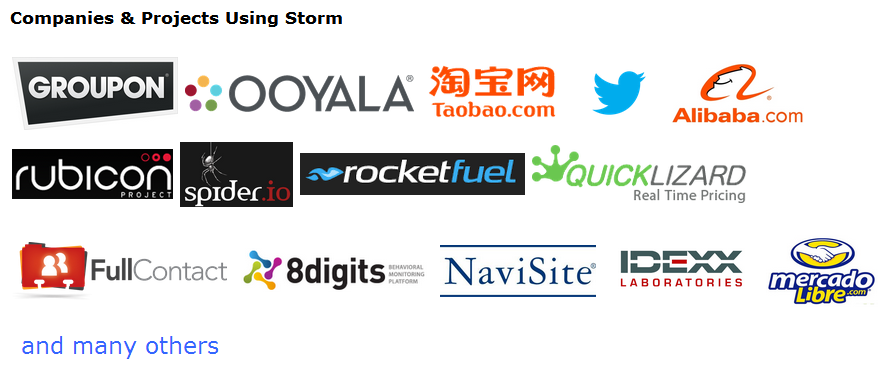 Companies & Projects Using Storm
GROUPON®
OOYALA®
淘宝网
Taobao.com
Alibaba.com
rubicon
PROJECT
spider.io
rocketfuel
QUICKLIZARD
Real Time Pricing
FullContact
8digits
BEHAVIORAL
MONITORING
PLATFORM
NaviSite®
IDEXX
LABORATORIES
mercado
Libre.com
and many others